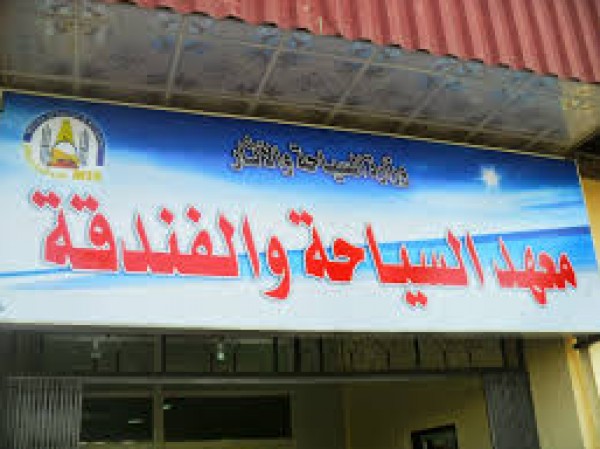 وزارة السياحة والآثار
معهد السياحة والفندقة